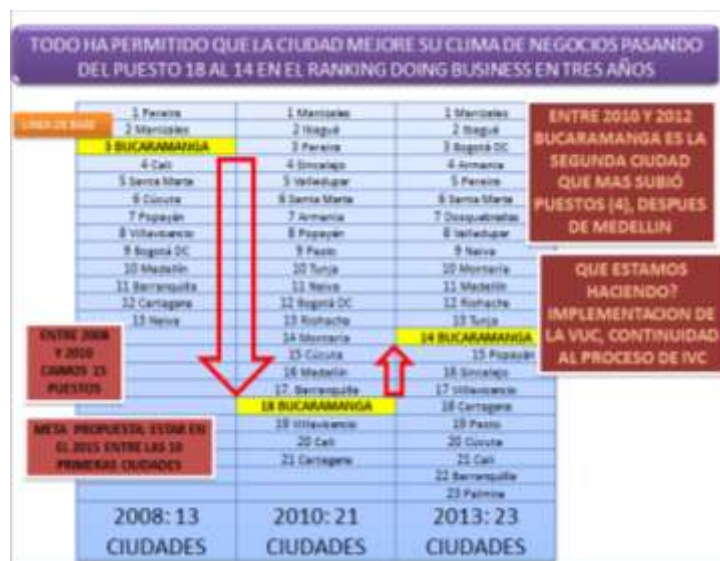 TODO HA PERMITIDO QUE LA CIUDAD MEJORE SU CLIMA DE NEGOCIOS PASANDO
DEL PUESTO 18 AL 14 EN EL RANKING DOING BUSINESS EN TRES AÑOS
LINEA DE BASE
1 Pereira
2 Manizales
3 BUCARAMANGA
4 Cali
5 Santa Marta
6 Cúcuta
7 Popayán
8 Villavicencio
9 Bogotá DC
10 Medellín
11 Barranquilla
12 Cartagena
13 Neiva
2008: 13
CIUDADES
1 Manizales
2 Ibagué
3 Pereira
4 Sincelejo
5 Valledupar
6 Santa Marta
7 Armenia
8 Popayán
9 Pasto
10 Tunja
11 Neiva
12 Bogotá DC
13 Riohacha
14 Montería
15 Cúcuta
16 Medellín
17. Barranquilla
18 BUCARAMANGA
19 Villavicencio
20 Cali
21 Cartagena
2010: 21
CIUDADES
1 Manizales
2 Ibagué
3 Bogotá DC
4 Armenia
5 Pereira
6 Santa Marta
7 Dosquebradas
8 Valledupar
9 Neiva
10 Montería
11 Medellín
12 Riohacha
13 Tunja
14 BUCARAMANGA
15 Popayán
16 Sincelejo
17 Villavicencio
18 Cartagena
19 Pasto
20 Cúcuta
21 Cali
22 Barranquilla
23 Palmira
2013: 23
CIUDADES
ENTRE 2008
Y 2010
CAIMOS 15
PUESTOS
META PROPUESTA, ESTAR EN
EL 2015 ENTRE LAS 10
PRIMERAS CIUDADES
ENTRE 2010 Y 2012
BUCARAMANGA ES LA
SEGUNDA CIUDAD
QUE MAS SUBIÓ
PUESTOS (4), DESPUES
DE MEDELLIN
QUE ESTAMOS
HACIENDO?
IMPLEMENTACION DE
LA VUC, CONTINUIDAD
AL PROCESO DE IVC